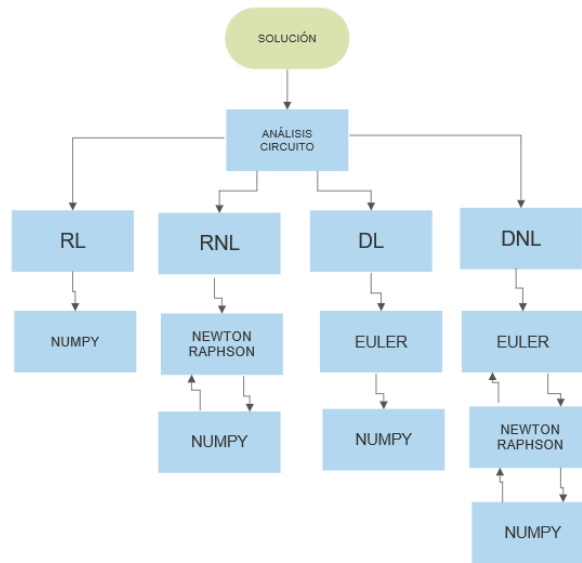 SOLUCIÓN
ANÁLISIS
CIRCUITO
RL
RNL
DL
DNL
NUMPY
NEWTON
RAPHSON
EULER
EULER
NUMPY
NUMPY
NEWTON
RAPHSON
NUMPY